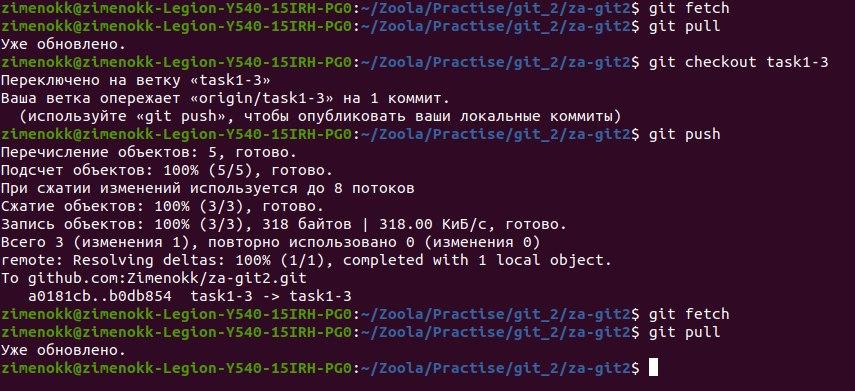 zimenokk@zimenokk-Legion-Y540-15IRH-PG0:~/Zoola/Practise/git_2/za-git2$ git fetch
zimenokk@zimenokk-Legion-Y540-15IRH-PG0:~/Zoola/Practise/git_2/za-git2$ git pull
Уже обновлено.
zimenokk@zimenokk-Legion-Y540-15IRH-PG0:~/Zoola/Practise/git_2/za-git2$ git checkout task1-3
Переключено на ветку «task1-3»
Ваша ветка опережает «origin/task1-3» на 1 коммит.
  (используйте «git push», чтобы опубликовать ваши локальные коммиты)
zimenokk@zimenokk-Legion-Y540-15IRH-PG0:~/Zoola/Practise/git_2/za-git2$ git push
Перечисление объектов: 5, готово.
Подсчет объектов: 100% (5/5), готово.
При сжатии изменений используется до 8 потоков
Сжатие объектов: 100% (3/3), готово.
Запись объектов: 100% (3/3), 318 байтов | 318.00 КиБ/с, готово.
Всего 3 (изменения 1), повторно использовано 0 (изменения 0)
remote: Resolving deltas: 100% (1/1), completed with 1 local object.
To github.com:Zimenokk/za-git2.git
   a0181cb..b0db854  task1-3 -> task1-3
zimenokk@zimenokk-Legion-Y540-15IRH-PG0:~/Zoola/Practise/git_2/za-git2$ git fetch
zimenokk@zimenokk-Legion-Y540-15IRH-PG0:~/Zoola/Practise/git_2/za-git2$ git pull
Уже обновлено.
zimenokk@zimenokk-Legion-Y540-15IRH-PG0:~/Zoola/Practise/git_2/za-git2$